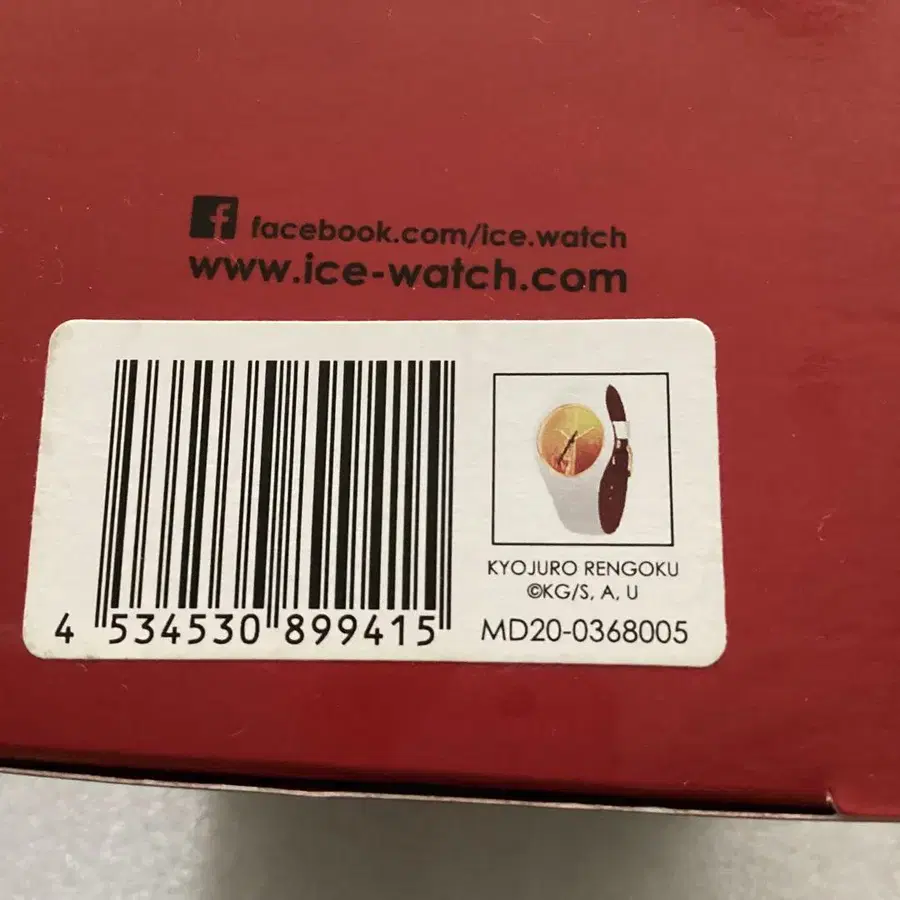 facebook.com/ice.watch
www.ice-watch.com
4 534530 899415
KYOJURO RENGOKU
©KG/S, A, U
MD20-0368005